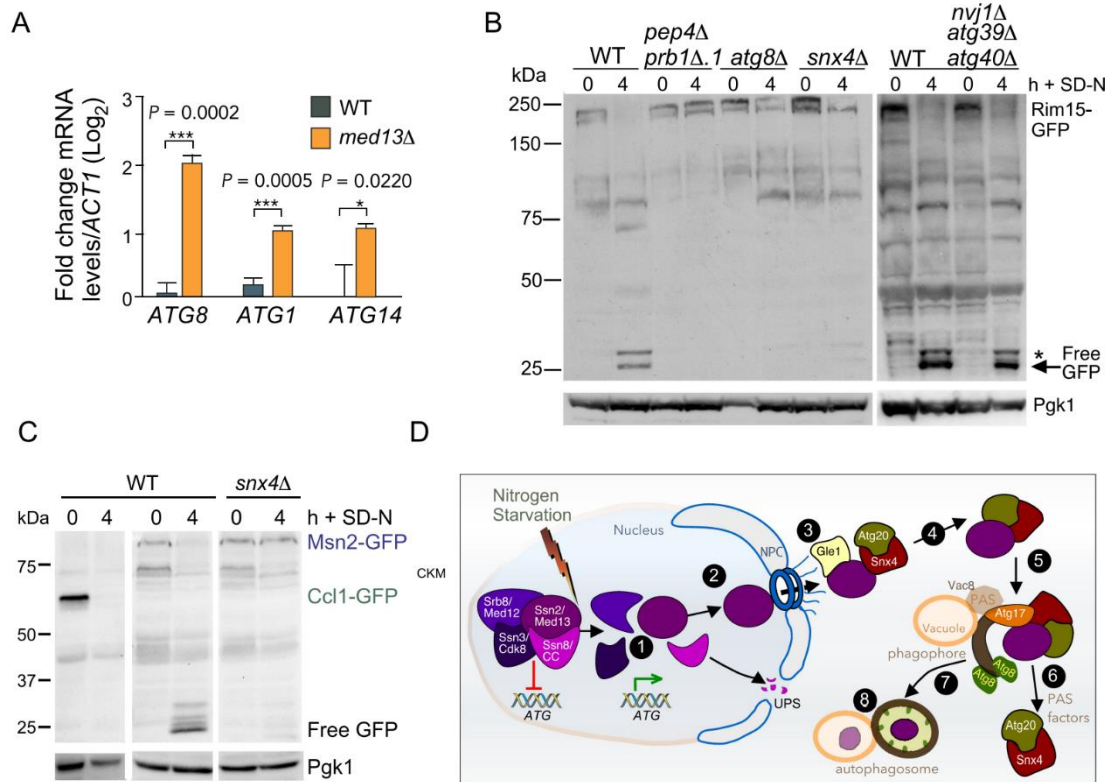 A
Fold change mRNA
levels/ACT1 (Log2)
3
2
1
0
P = 0.0002
***
WT
med13Δ
P = 0.0005
***
P = 0.0220
*
ATG8 ATG1 ATG14
B
WT
pep4Δ
prb1Δ.1
atg8Δ
snx4Δ
WT
nvj1Δ
atg39Δ
atg40Δ
kDa
0 4 0 4 0 4 0 4 0 4 0 4 h + SD-N
250
150
75
50
25
Rim15-
GFP
* Free
GFP
Pgk1
C
WT snx4Δ
kDa
0 4 0 4 0 4 h + SD-N
75
50
37
25
Msn2-GFP
Ccl1-GFP
Free GFP
Pgk1
D
CKM
Nitrogen
Starvation
Nucleus
NPC
Srb8/
Med12
Ssn2/
Med13
Ssn3/
Cdk8
Ssn8/
CC
ATG
1
ATG
UPS
2
3
Gle1
Atg20
Snx4
4
5
Vac8
PAS
Atg17
Vacuole
phagophore
Atg8
Atg8
6
PAS
factors
7
8
Atg20
Snx4
autophagosome